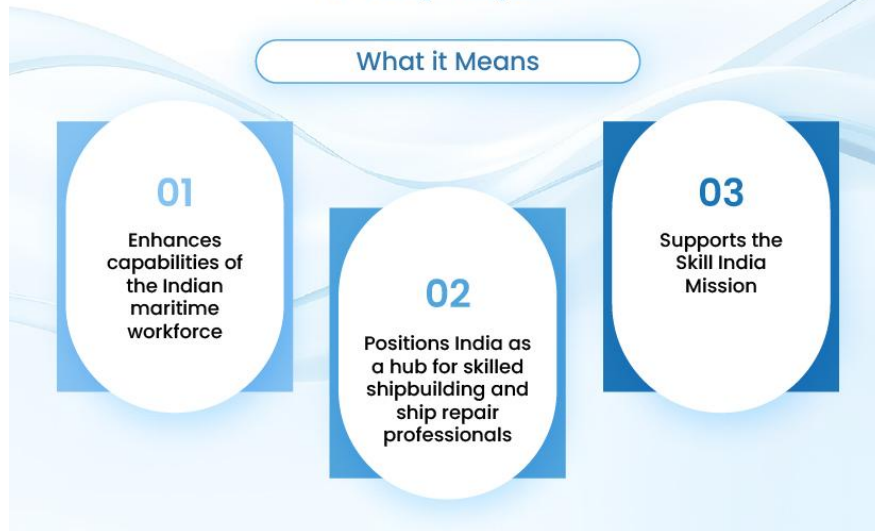 What it Means
01
Enhances
capabilities of
the Indian
maritime
workforce
02
Positions India as
a hub for skilled
shipbuilding and
ship repair
professionals
03
Supports the
Skill India
Mission